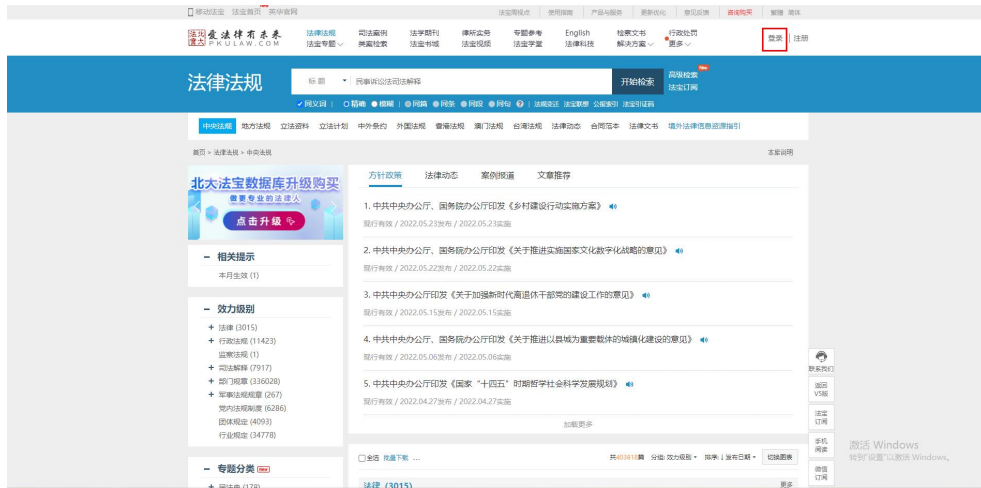 移动法宝 法宝首页 英华官网 法宝周视点 使用指南 产品与服务 更新优化 意见反馈 咨询购买 繁體 简体
北大法宝 爱法律有未来 法律法规 司法案例 法学期刊 律所实务 专题参考 English 检察文书 行政处罚 登录 | 注册
PKULAW.COM 法宝专题 类案检索 法宝书城 法宝视频 法宝学堂 法律科技 解决方案 更多
法律法规 标题 民事诉讼法司法解释 开始检索 高级检索 New
法宝订阅
同义词 | 精确 模糊 | 同篇 同条 同段 同句 ? | 法规变迁 法宝联想 公报索引 法宝引证码
中央法规 地方法规 立法资料 立法计划 中外条约 外国法规 香港法规 澳门法规 台湾法规 法律动态 合同范本 法律文书 境外法律信息资源指引
首页 > 法律法规 > 中央法规 本库说明
北大法宝数据库升级购买
做更专业的法律人
点击升级
相关提示
本月生效 (1)
效力级别
法律 (3015)
行政法规 (11423)
监察法规 (1)
司法解释 (7917)
部门规章 (336028)
军事法规规章 (267)
党内法规制度 (6286)
团体规定 (4093)
行业规定 (34778)
专题分类 NEW
民法典 (178)
方针政策 法律动态 案例报道 文章推荐
1. 中共中央办公厅、国务院办公厅印发《乡村建设行动实施方案》
现行有效 / 2022.05.23发布 / 2022.05.23实施
2. 中共中央办公厅、国务院办公厅印发《关于推进实施国家文化数字化战略的意见》
现行有效 / 2022.05.22发布 / 2022.05.22实施
3. 中共中央办公厅印发《关于加强新时代离退休干部党的建设工作的意见》
现行有效 / 2022.05.15发布 / 2022.05.15实施
4. 中共中央办公厅、国务院办公厅印发《关于推进以县城为重要载体的城镇化建设的意见》
现行有效 / 2022.05.06发布 / 2022.05.06实施
5. 中共中央办公厅印发《国家“十四五”时期哲学社会科学发展规划》
现行有效 / 2022.04.27发布 / 2022.04.27实施
加载更多
全选 批量下载 ... 共403818篇 分组: 效力级别 排序: ↓ 发布日期 切换图表
法律 (3015) 更多
联系我们
返回
V5版
法宝
订阅
手机
阅读
微信
订阅
激活 Windows
转到"设置"以激活 Windows。